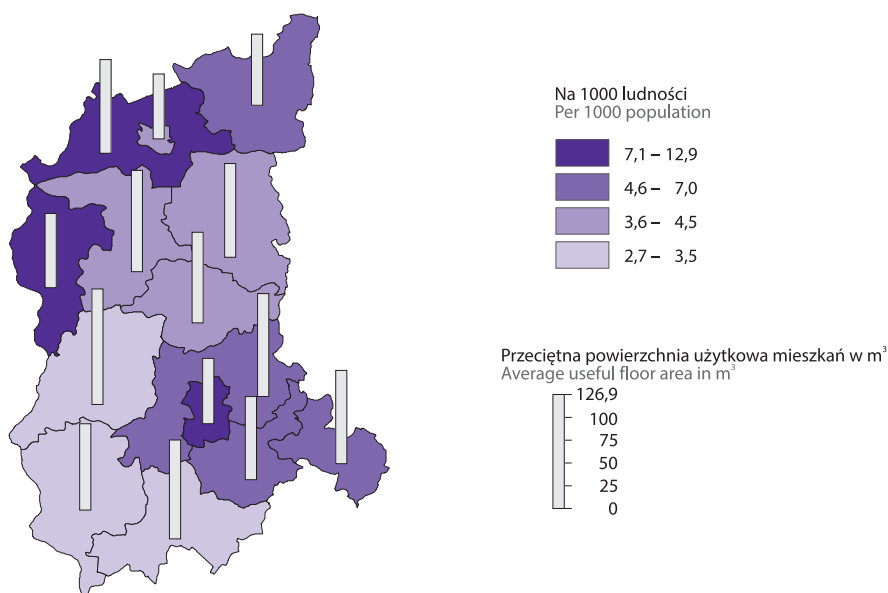 Na 1000 ludności
Per 1000 population
7,1 – 12,9
4,6 – 7,0
3,6 – 4,5
2,7 – 3,5
Przeciętna powierzchnia użytkowa mieszkań w m³
Average useful floor area in m³
126,9
100
75
50
25
0